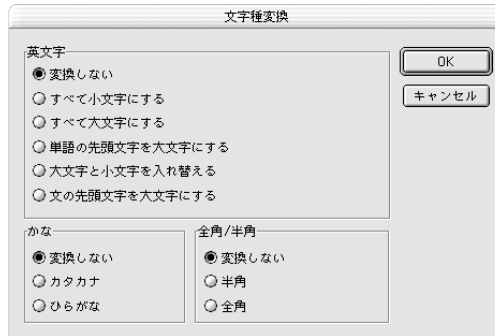 文字種変換
英文字
変換しない
すべて小文字にする
すべて大文字にする
単語の先頭文字を大文字にする
大文字と小文字を入れ替える
文の先頭文字を大文字にする
OK
キャンセル
かな
変換しない
カタカナ
ひらがな
全角/半角
変換しない
半角
全角